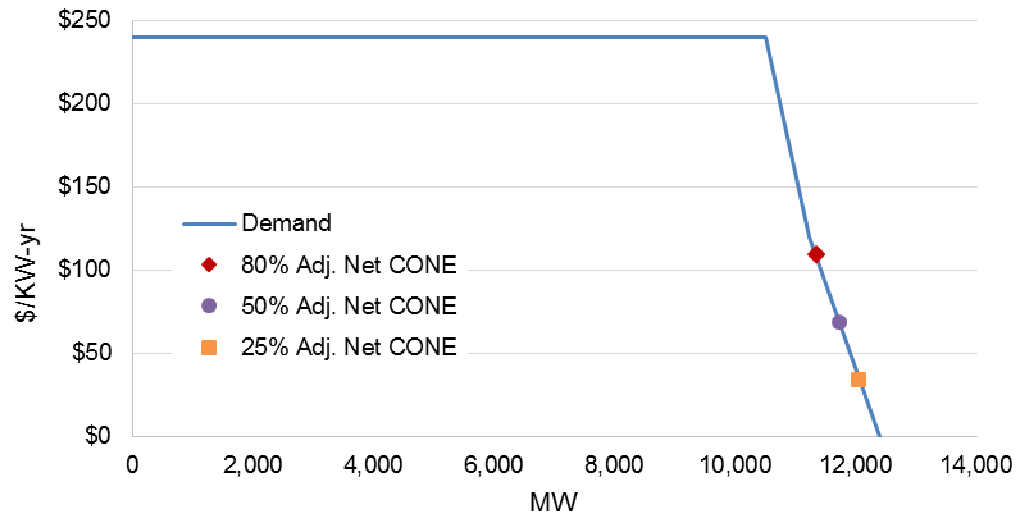 $250
$200
$150
$100
$50
$0
$/KW-yr
Demand
80% Adj. Net CONE
50% Adj. Net CONE
25% Adj. Net CONE
0 2,000 4,000 6,000 8,000 10,000 12,000 14,000
MW